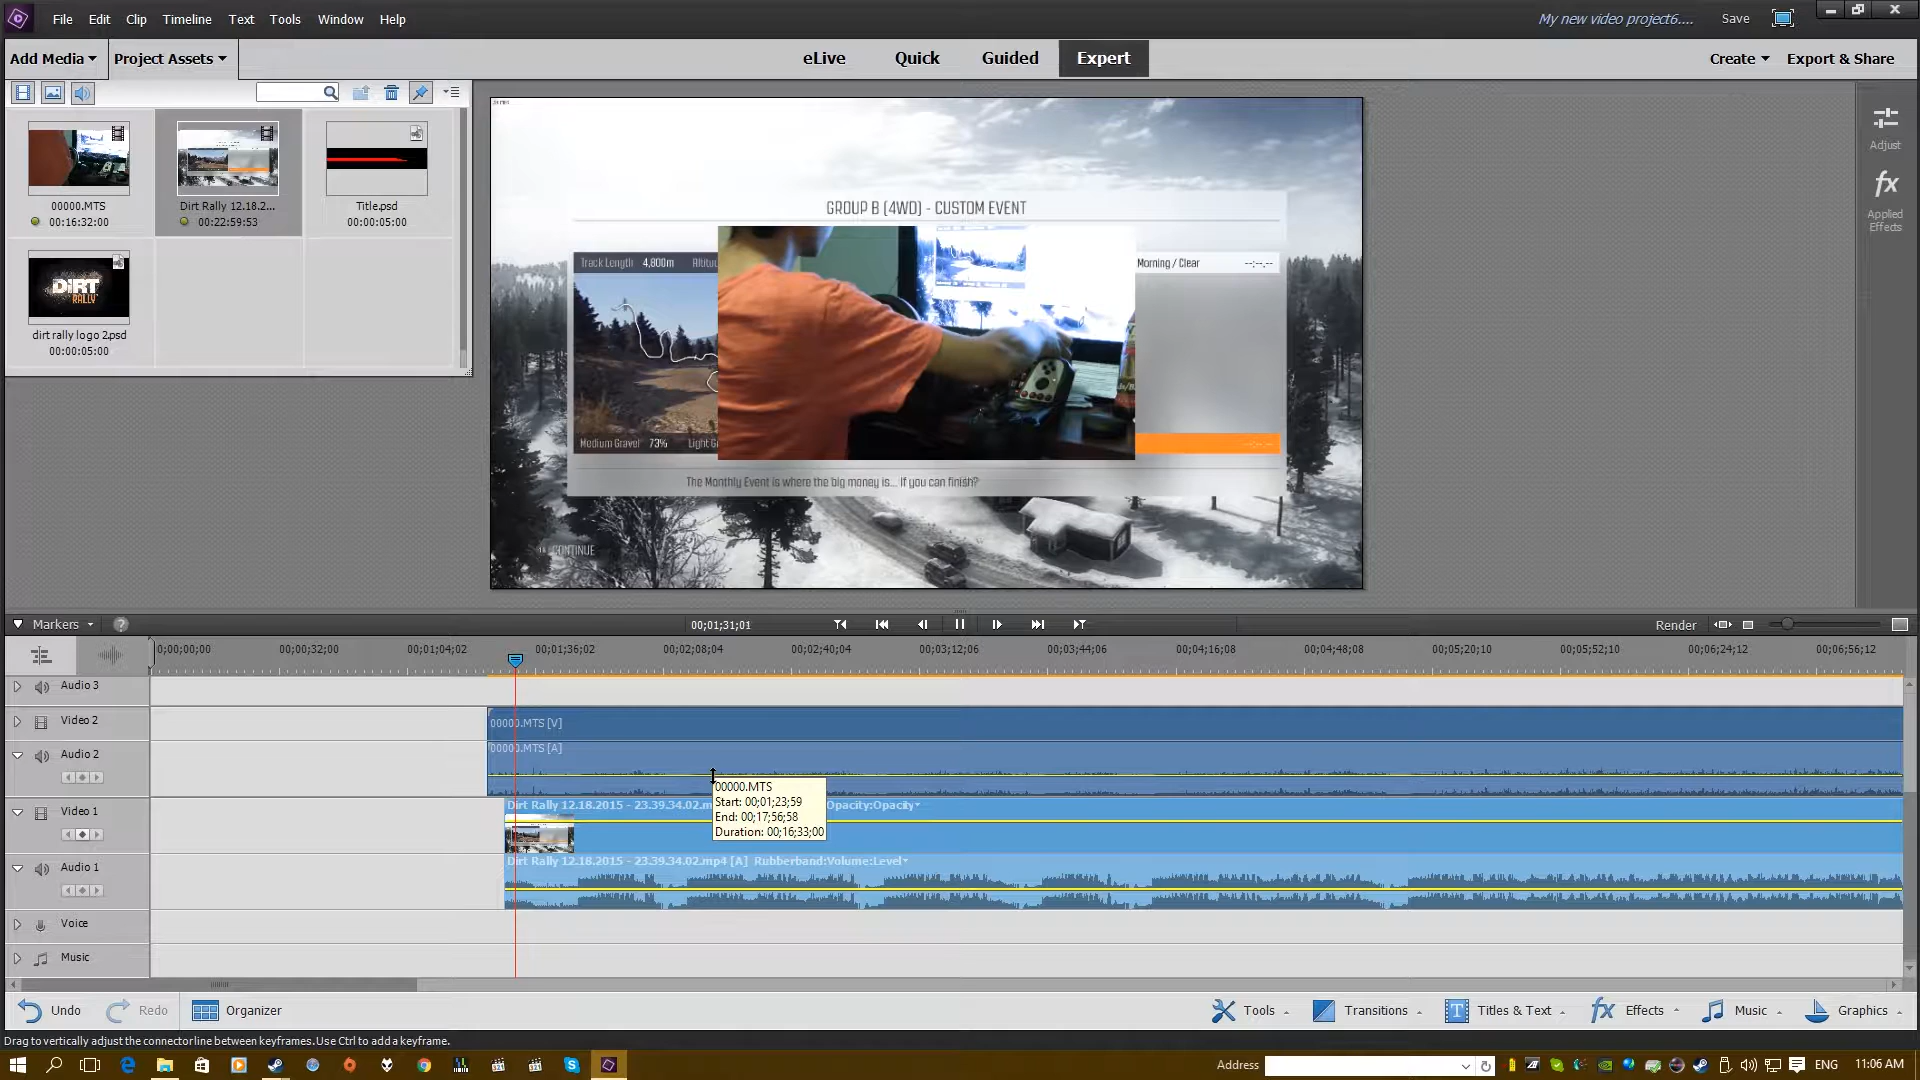 File Edit Clip Timeline Text Tools Window Help
My new video project6.... Save
Add Media Project Assets
eLive Quick Guided Expert
Create Export & Share
Adjust
Applied
Effects
00000.MTS
00:16:32:00
Dirt Rally 12.18.2...
00:22:59:53
Title.psd
00:00:05:00
DiRT
RALLY
dirt rally logo 2.psd
00:00:05:00
GROUP B (4WD) - CUSTOM EVENT
Track Length 4,800m
Morning / Clear --:--.--
Medium Gravel 73%
The Monthly Event is where the big money is... If you can finish?
CONTINUE
Markers
00;01;31;01
Render
0;00;00;00 00;00;32;00 00;01;04;02 00;01;36;02 00;02;08;04 00;02;40;04 00;03;12;06 00;03;44;06 00;04;16;08 00;04;48;08 00;05;20;10 00;05;52;10 00;06;24;12 00;06;56;12
Audio 3
Video 2
00000.MTS [V]
Audio 2
00000.MTS [A]
00000.MTS
Start: 00;01;23;59
End: 00;17;56;58
Duration: 00;16;33;00
Video 1
Dirt Rally 12.18.2015 - 23.39.34.02.m Opacity:Opacity
Audio 1
Dirt Rally 12.18.2015 - 23.39.34.02.mp4 [A] Rubberband:Volume:Level
Voice
Music
Undo Redo Organizer
Tools Transitions Titles & Text Effects Music Graphics
Drag to vertically adjust the connector line between keyframes.Use Ctrl to add a keyframe.
Address
ENG 11:06 AM